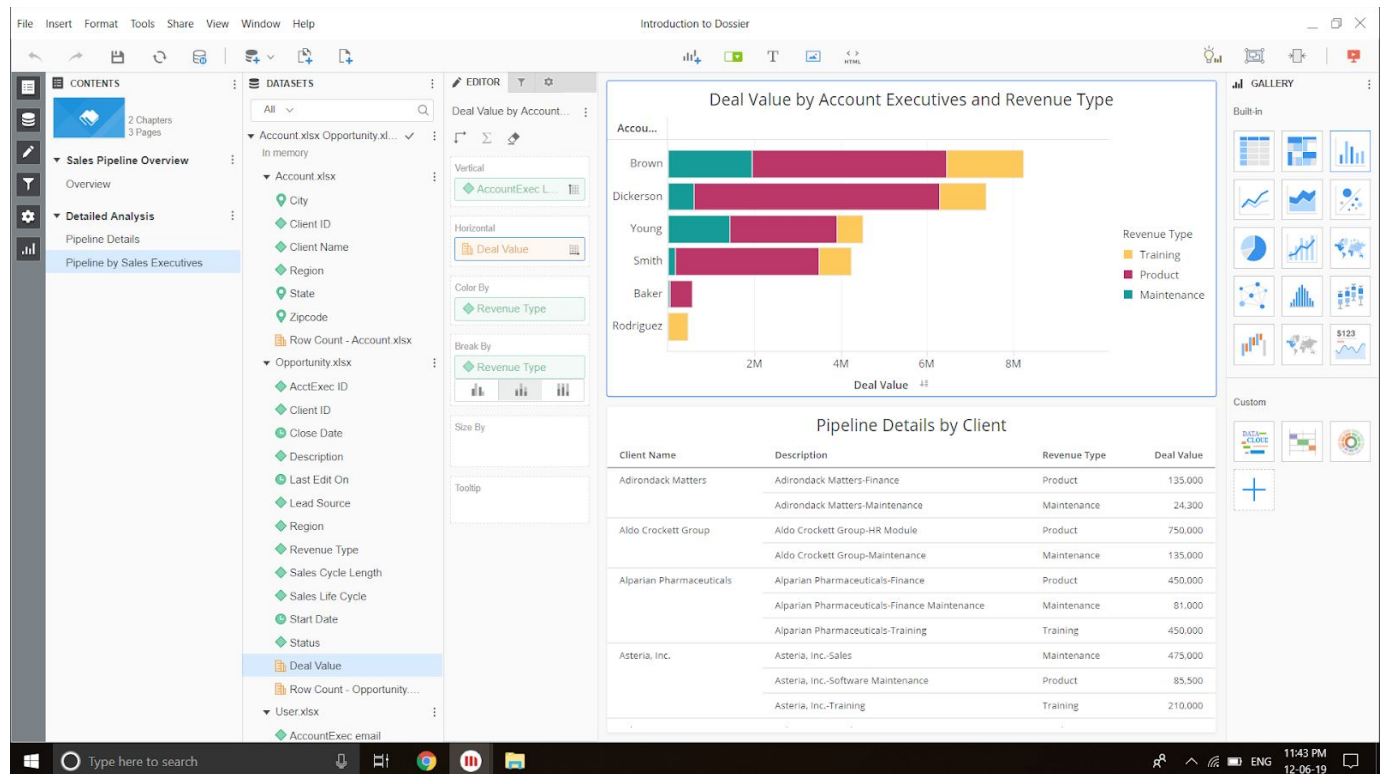 File Insert Format Tools Share View Window Help
Introduction to Dossier
HTML
CONTENTS
2 Chapters
3 Pages
Sales Pipeline Overview
Overview
Detailed Analysis
Pipeline Details
Pipeline by Sales Executives
DATASETS
All
Account.xlsx Opportunity.xl...
In memory
Account.xlsx
City
Client ID
Client Name
Region
State
Zipcode
Row Count - Account.xlsx
Opportunity.xlsx
AcctExec ID
Client ID
Close Date
Description
Last Edit On
Lead Source
Region
Revenue Type
Sales Cycle Length
Sales Life Cycle
Start Date
Status
Deal Value
Row Count - Opportunity....
User.xlsx
AccountExec email
EDITOR
Deal Value by Account...
Vertical
AccountExec L...
Horizontal
Deal Value
Color By
Revenue Type
Break By
Revenue Type
Size By
Tooltip
Deal Value by Account Executives and Revenue Type
Accou...
Brown
Dickerson
Young
Smith
Baker
Rodriguez
2M 4M 6M 8M
Deal Value
Revenue Type
Training
Product
Maintenance
Pipeline Details by Client
Client Name Description Revenue Type Deal Value
Adirondack Matters Adirondack Matters-Finance Product 135,000
Adirondack Matters-Maintenance Maintenance 24,300
Aldo Crockett Group Aldo Crockett Group-HR Module Product 750,000
Aldo Crockett Group-Maintenance Maintenance 135,000
Alparian Pharmaceuticals Alparian Pharmaceuticals-Finance Product 450,000
Alparian Pharmaceuticals-Finance Maintenance Maintenance 81,000
Alparian Pharmaceuticals-Training Training 450,000
Asteria, Inc. Asteria, Inc.-Sales Maintenance 475,000
Asteria, Inc.-Software Maintenance Product 85,500
Asteria, Inc.-Training Training 210,000
GALLERY
Built-in
$123
Custom
DATA
CLOUD
Type here to search
ENG
11:43 PM
12-06-19